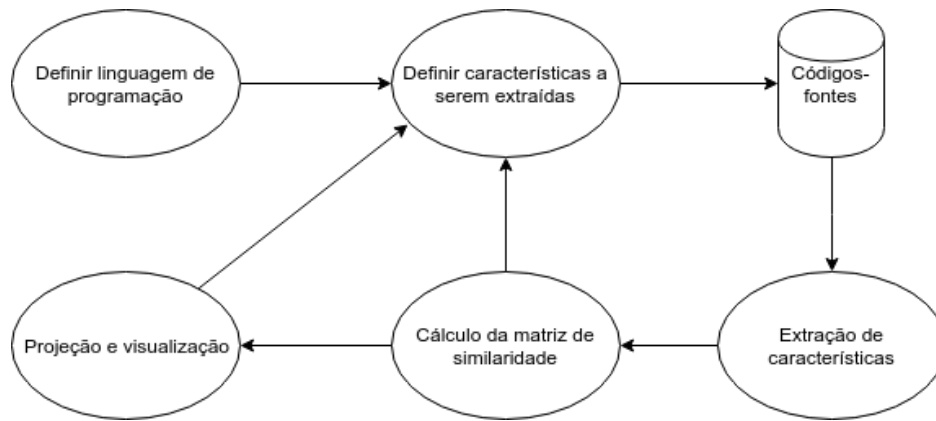 Definir linguagem de
programação
Definir características a
serem extraídas
Códigos-
fontes
Projeção e visualização
Cálculo da matriz de
similaridade
Extração de
características